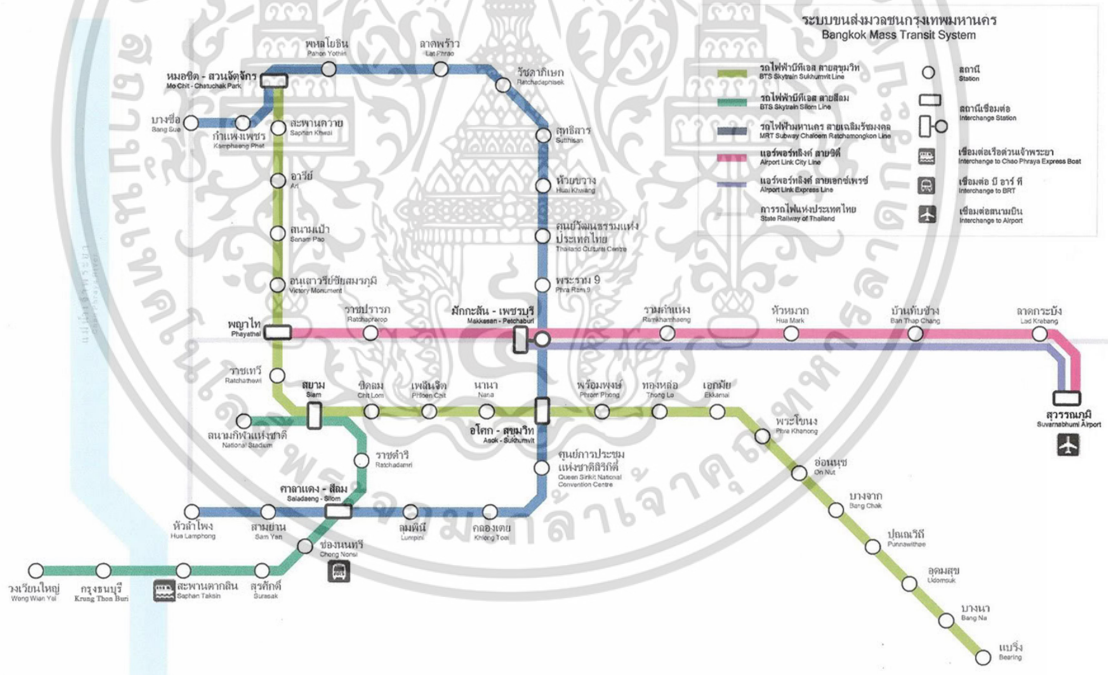 ระบบขนส่งมวลชนกรุงเทพมหานคร
Bangkok Mass Transit System
รถไฟฟ้าบีทีเอส สายสุขุมวิท
BTS Skytrain Sukhumvit Line
รถไฟฟ้าบีทีเอส สายสีลม
BTS Skytrain Silom Line
รถไฟฟ้ามหานคร สายเฉลิมรัชมงคล
MRT Subway Chaloem Ratchamongkon Line
แอร์พอร์ทลิงค์ สายซิตี้
Airport Link City Line
แอร์พอร์ทลิงค์ สายเอกซ์เพรซ์
Airport Link Express Line
การรถไฟแห่งประเทศไทย
State Railway of Thailand
สถานี
Station
สถานีเชื่อมต่อ
Interchange Station
เชื่อมต่อเรือด่วนเจ้าพระยา
Interchange to Chao Phraya Express Boat
เชื่อมต่อ บี อาร์ ที
Interchange to BRT
เชื่อมต่อสนามบิน
Interchange to Airport
พหลโยธิน
Pahon Yothin
ลาดพร้าว
Lat Phrao
รัชดาภิเษก
Ratchadapisek
หมอชิต - สวนจัตุจักร
Mo Chit - Chatuchak Park
บางซื่อ
Bang Sue
กำแพงเพชร
Kamphaeng Phet
สะพานควาย
Saphan Khwai
สุทธิสาร
Sutthisan
อารีย์
Ari
ห้วยขวาง
Huai Khwang
สนามเป้า
Sanam Pao
ศูนย์วัฒนธรรมแห่ง
ประเทศไทย
Thailand Culture Centre
อนุสาวรีย์ชัยสมรภูมิ
Victory Monument
พระราม 9
Phra Ram 9
พญาไท
Phayathai
ราชปรารภ
Ratchaprarop
มักกะสัน - เพชรบุรี
Makkasan - Petchaburi
รามคำแหง
Ramkhamhaeng
หัวหมาก
Hua Mark
บ้านทับช้าง
Ban Thap Chang
ลาดกระบัง
Lad Krabang
สุวรรณภูมิ
Suvarnabhumi Airport
ราชเทวี
Ratchathewi
สยาม
Siam
ชิดลม
Chit Lom
เพลินจิต
Phloen Chit
นานา
Nana
อโศก - สุขุมวิท
Asok - Sukhumvit
พร้อมพงษ์
Phrom Phong
ทองหล่อ
Thong Lo
เอกมัย
Ekkamai
พระโขนง
Phra Khanong
อ่อนนุช
On Nut
บางจาก
Bang Chak
ปุณณวิถี
Punnawithee
อุดมสุข
Udomsuk
บางนา
Bang Na
แบริ่ง
Bearing
สนามกีฬาแห่งชาติ
National Stadium
ราชดำริ
Ratchadamri
ศาลาแดง - สีลม
Saladaeng - Silom
ศูนย์การประชุม
แห่งชาติสิริกิติ์
Queen Sirikit National
Convention Centre
หัวลำโพง
Hua Lamphong
สามย่าน
Sam Yan
ลุมพินี
Lumpini
คลองเตย
Khlong Toei
ช่องนนทรี
Chong Nonsi
วงเวียนใหญ่
Wong Wian Yai
กรุงธนบุรี
Krung Thon Buri
สะพานตากสิน
Saphan Taksin
สุรศักดิ์
Surasak